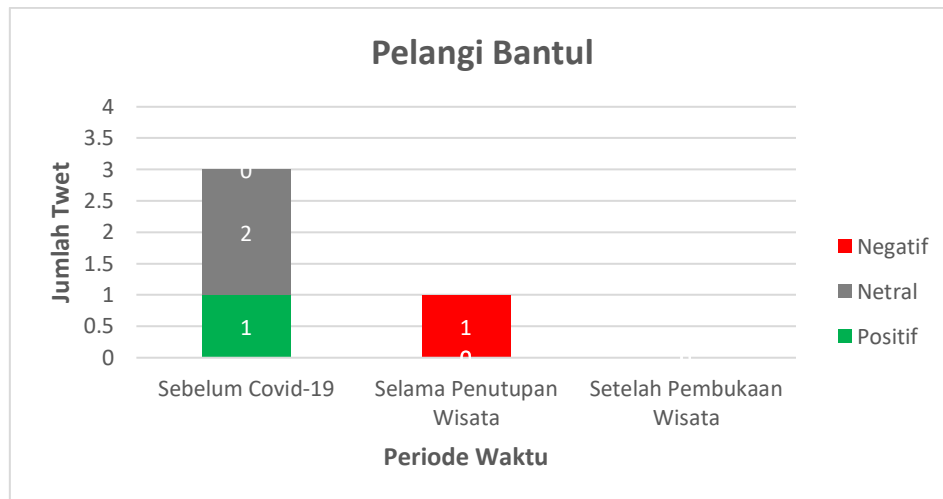 Pelangi Bantul
Jumlah Twet
4
3.5
3
2.5
2
1.5
1
0.5
0
0
2
1
1
0
0
Sebelum Covid-19
Selama Penutupan
Wisata
Setelah Pembukaan
Wisata
Periode Waktu
Negatif
Netral
Positif